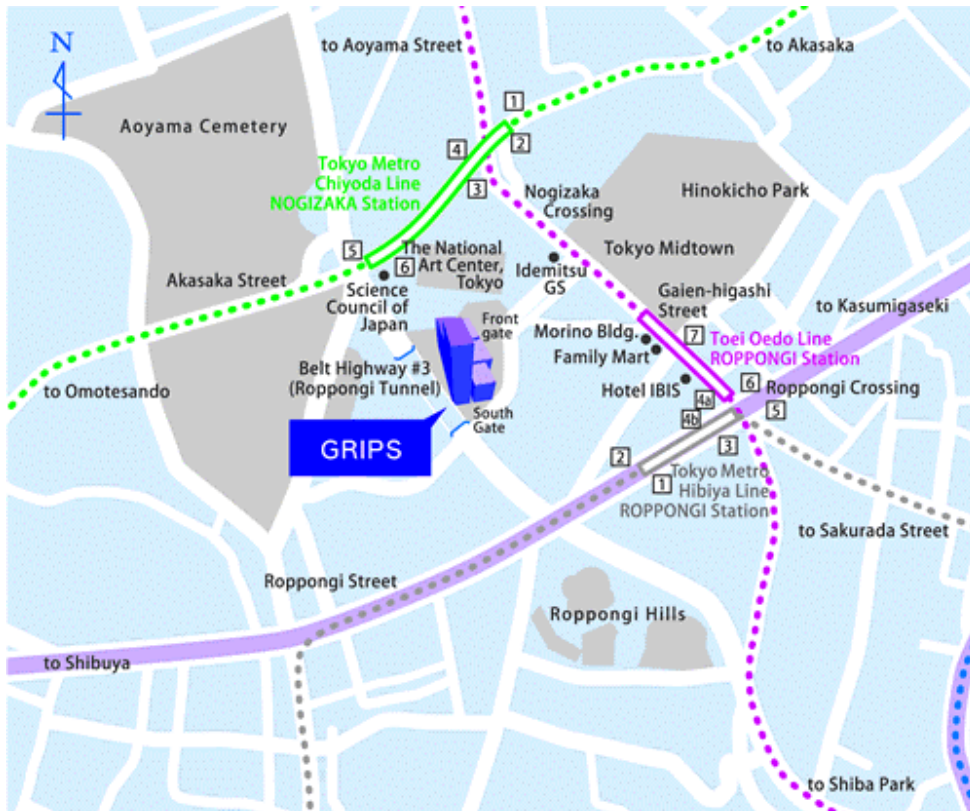 N
to Aoyama Street
to Akasaka
1
Aoyama Cemetery
2
4
Tokyo Metro
Chiyoda Line
NOGIZAKA Station
3
Nogizaka
Crossing
Hinokicho Park
5
The National
Art Center,
Tokyo
6
Tokyo Midtown
Akasaka Street
Science
Council of
Japan
Idemitsu
GS
Gaien-higashi
Street
to Kasumigaseki
Front
gate
Morino Bldg.
7
Toei Oedo Line
ROPPONGI Station
Family Mart
Belt Highway #3
(Roppongi Tunnel)
to Omotesando
Hotel IBIS
6
Roppongi Crossing
4a
5
4b
South
Gate
GRIPS
3
2
1
Tokyo Metro
Hibiya Line
ROPPONGI Station
to Sakurada Street
Roppongi Street
Roppongi Hills
to Shibuya
to Shiba Park